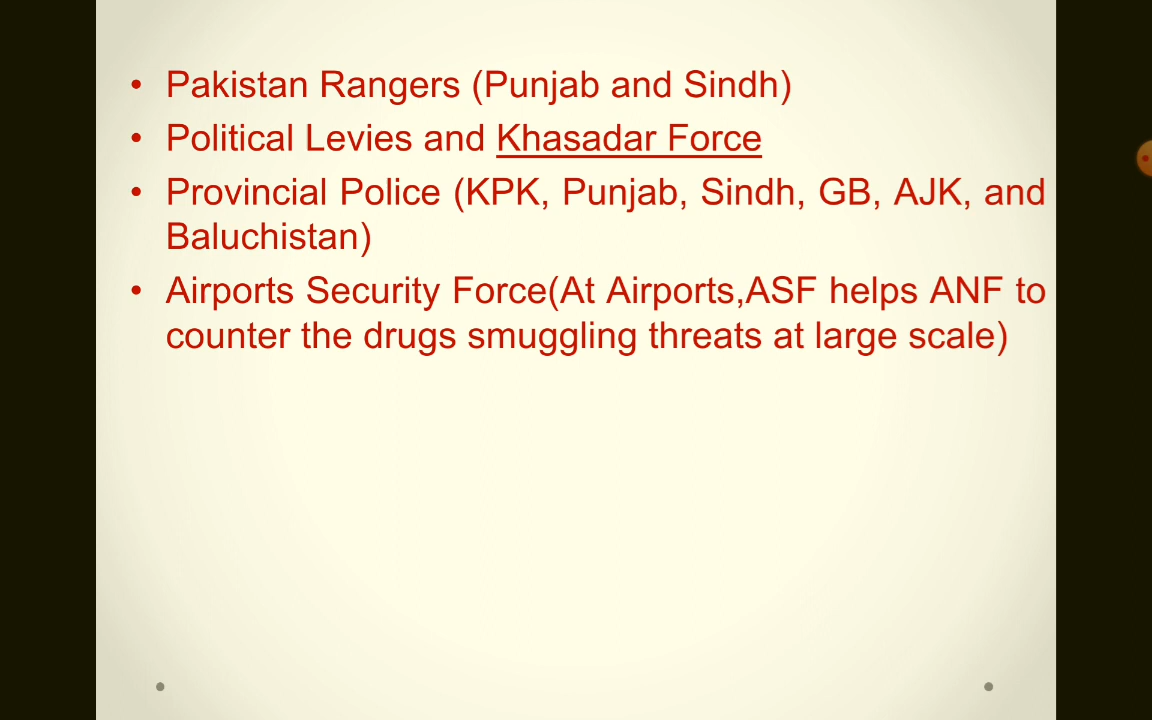 • Pakistan Rangers (Punjab and Sindh)
• Political Levies and Khasadar Force
• Provincial Police (KPK, Punjab, Sindh, GB, AJK, and
Baluchistan)
• Airports Security Force(At Airports,ASF helps ANF to
counter the drugs smuggling threats at large scale)